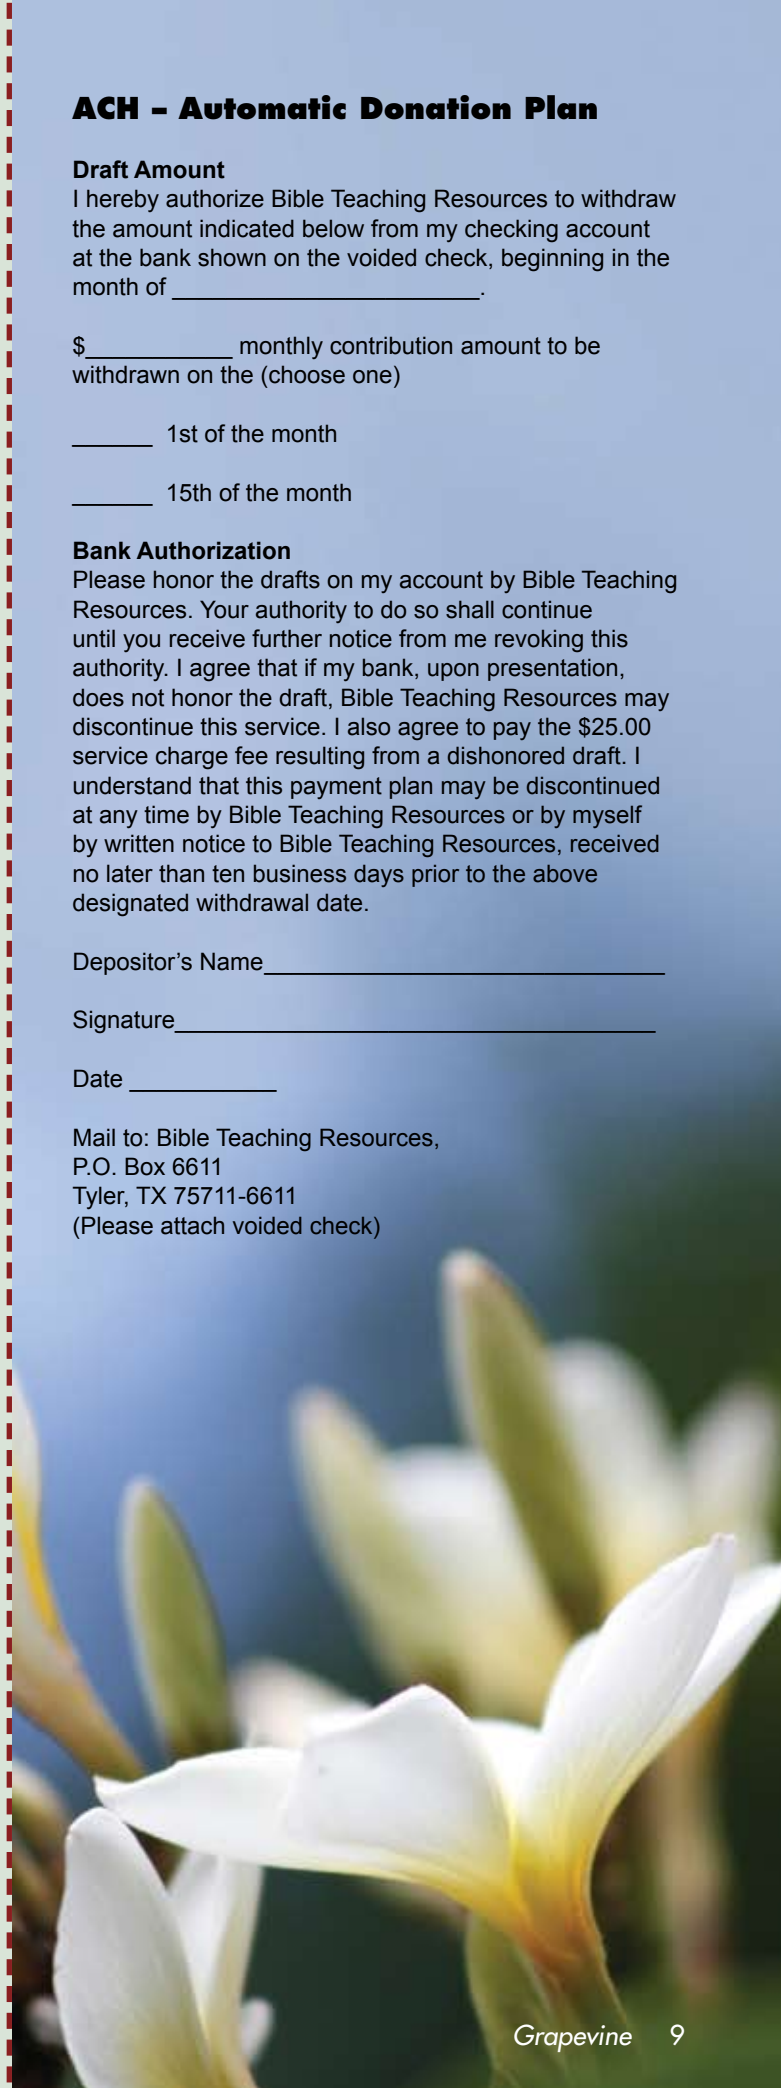 ACH – Automatic Donation Plan
Draft Amount
I hereby authorize Bible Teaching Resources to withdraw
the amount indicated below from my checking account
at the bank shown on the voided check, beginning in the
month of _______________________.
$___________ monthly contribution amount to be
withdrawn on the (choose one)
______ 1st of the month
______ 15th of the month
Bank Authorization
Please honor the drafts on my account by Bible Teaching
Resources. Your authority to do so shall continue
until you receive further notice from me revoking this
authority. I agree that if my bank, upon presentation,
does not honor the draft, Bible Teaching Resources may
discontinue this service. I also agree to pay the $25.00
service charge fee resulting from a dishonored draft. I
understand that this payment plan may be discontinued
at any time by Bible Teaching Resources or by myself
by written notice to Bible Teaching Resources, received
no later than ten business days prior to the above
designated withdrawal date.
Depositor’s Name______________________________
Signature____________________________________
Date ___________
Mail to: Bible Teaching Resources,
P.O. Box 6611
Tyler, TX 75711-6611
(Please attach voided check)
Grapevine 9